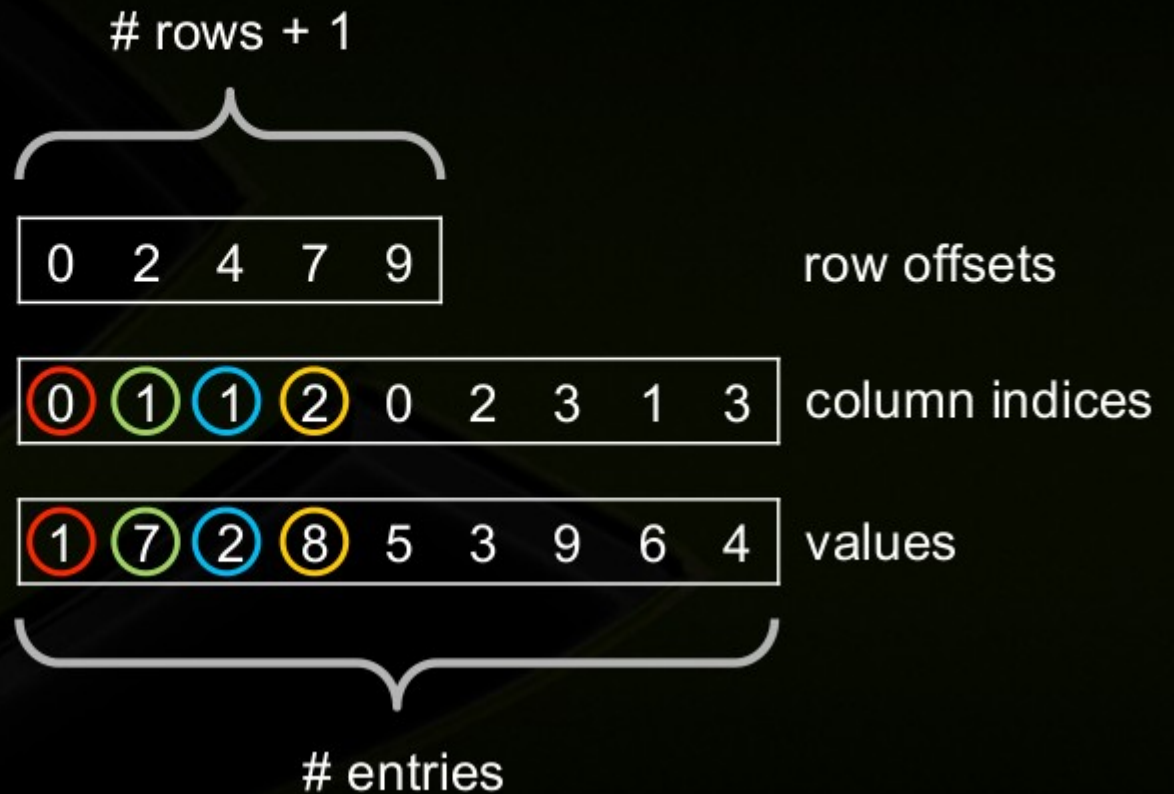 # rows + 1
0 2 4 7 9 row offsets
0 1 1 2 0 2 3 1 3 column indices
1 7 2 8 5 3 9 6 4 values
# entries